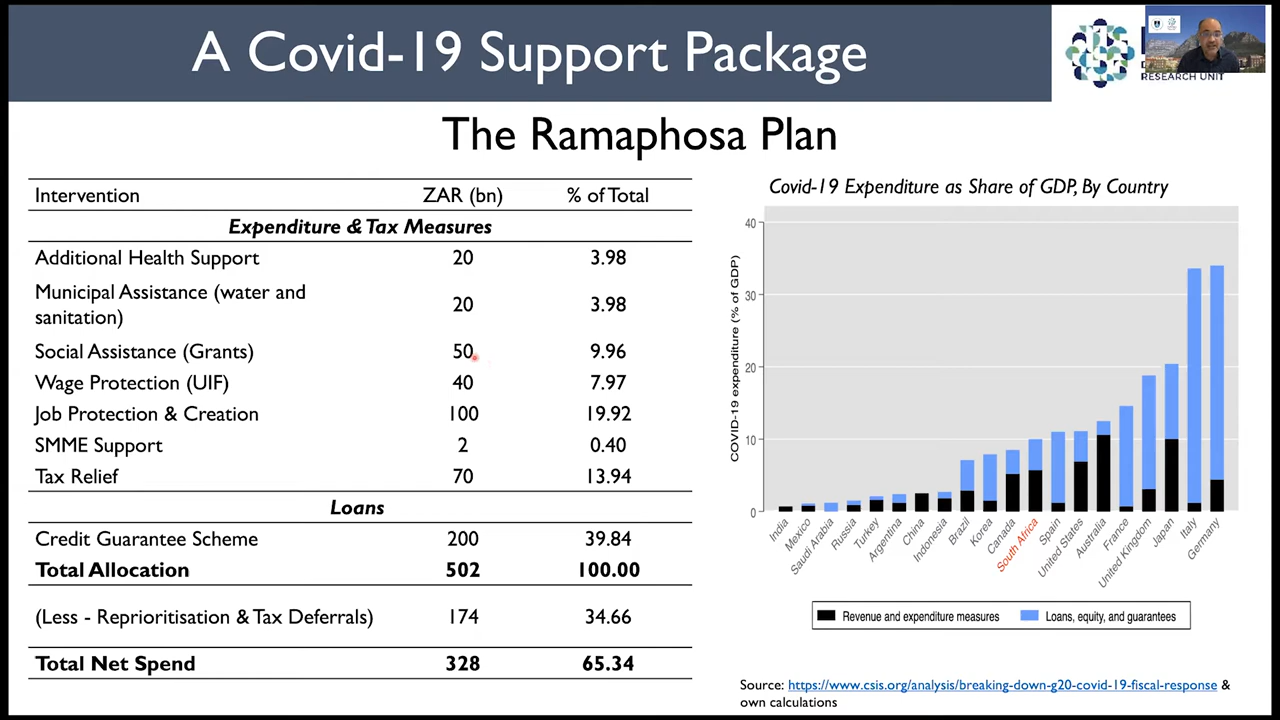 A Covid-19 Support Package
RESEARCH UNIT
The Ramaphosa Plan
Intervention ZAR (bn) % of Total
Expenditure & Tax Measures
Additional Health Support 20 3.98
Municipal Assistance (water and
sanitation) 20 3.98
Social Assistance (Grants) 50 9.96
Wage Protection (UIF) 40 7.97
Job Protection & Creation 100 19.92
SMME Support 2 0.40
Tax Relief 70 13.94
Loans
Credit Guarantee Scheme 200 39.84
Total Allocation 502 100.00
(Less - Reprioritisation & Tax Deferrals) 174 34.66
Total Net Spend 328 65.34
Covid-19 Expenditure as Share of GDP, By Country
COVID-19 expenditure (% of GDP)
40
30
20
10
0
India
Mexico
Saudi Arabia
Russia
Turkey
Argentina
China
Indonesia
Brazil
Korea
Canada
South Africa
Spain
United States
Australia
France
United Kingdom
Japan
Italy
Germany
Revenue and expenditure measures Loans, equity, and guarantees
Source: https://www.csis.org/analysis/breaking-down-g20-covid-19-fiscal-response &
own calculations